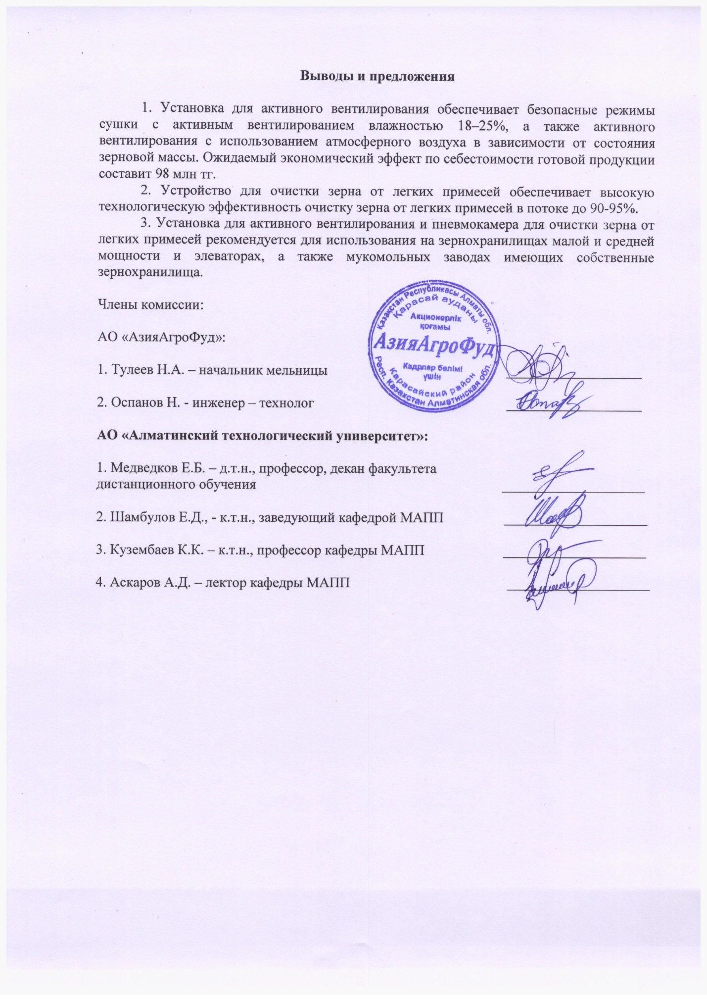 Выводы и предложения
1. Установка для активного вентилирования обеспечивает безопасные режимы
сушки с активным вентилированием влажностью 18–25%, а также активного
вентилирования с использованием атмосферного воздуха в зависимости от состояния
зерновой массы. Ожидаемый экономический эффект по себестоимости готовой продукции
составит 98 млн тг.
2. Устройство для очистки зерна от легких примесей обеспечивает высокую
технологическую эффективность очистку зерна от легких примесей в потоке до 90-95%.
3. Установка для активного вентилирования и пневмокамера для очистки зерна от
легких примесей рекомендуется для использования на зернохранилищах малой и средней
мощности и элеваторах, а также мукомольных заводах имеющих собственные
зернохранилища.
Члены комиссии:
АО «АзияАгроФуд»:
1. Тулеев Н.А. – начальник мельницы
2. Оспанов Н. - инженер – технолог
Қазақстан Республикасы Алматы обл.
Қарасай ауданы
Акционерлік
қоғамы
АзияАгроФуд
Кадрлар бөлімі
үшін
Карасайский район
Респ. Казахстан Алматинская обл.
АО «Алматинский технологический университет»:
1. Медведков Е.Б. – д.т.н., профессор, декан факультета
дистанционного обучения
2. Шамбулов Е.Д., - к.т.н., заведующий кафедрой МАПП
3. Кузембаев К.К. – к.т.н., профессор кафедры МАПП
4. Аскаров А.Д. – лектор кафедры МАПП